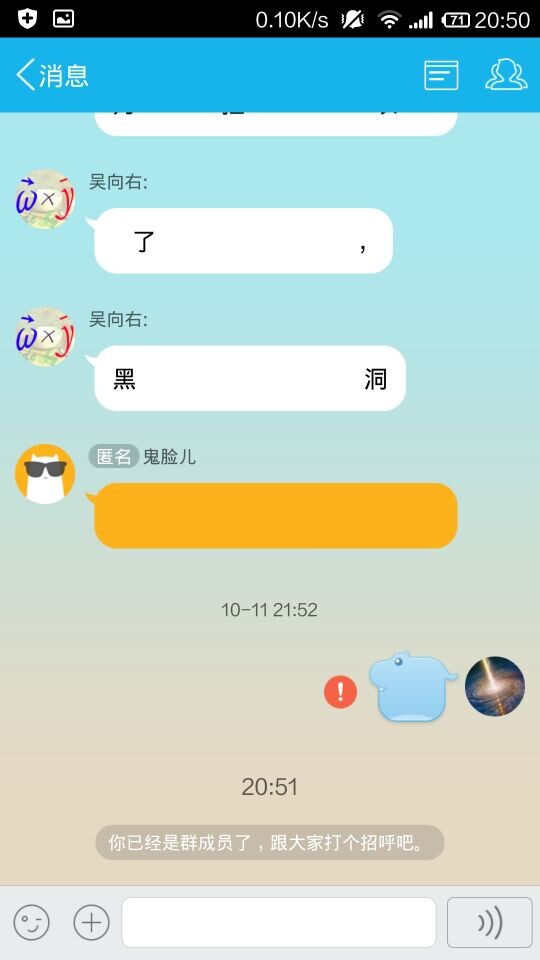 0.10K/s 71 20:50
消息
吴向右:
了 ，
吴向右:
黑 洞
匿名 鬼脸儿
10-11 21:52
20:51
你已经是群成员了，跟大家打个招呼吧。